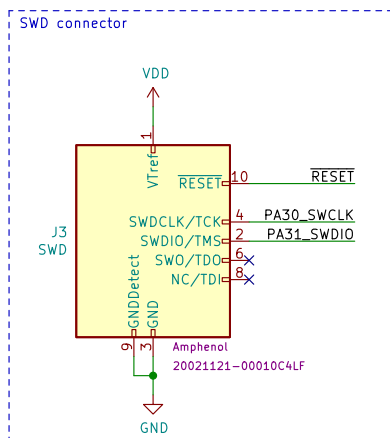 SWD connector
VDD
1
VTref
RESET 10 RESET
J3
SWD
SWDCLK/TCK 4 PA30_SWCLK
SWDIO/TMS 2 PA31_SWDIO
SWO/TDO 6
NC/TDI 8
GNDDetect
GND
9
3
Amphenol
20021121-00010C4LF
GND